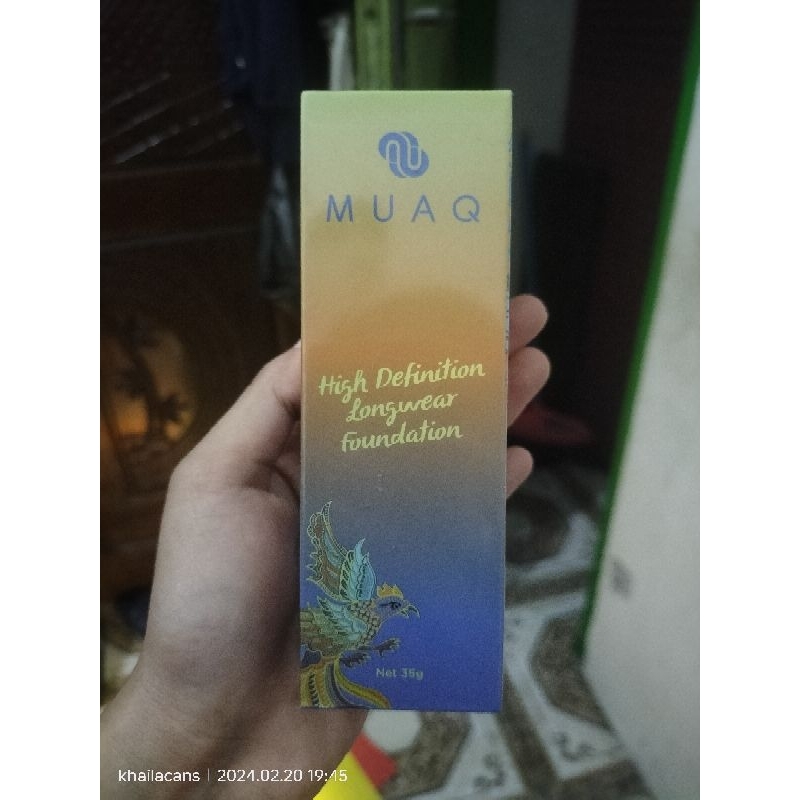 MUAQ
High Definition
Longwear
Foundation
Net 35g
khailacans | 2024.02.20 19:45